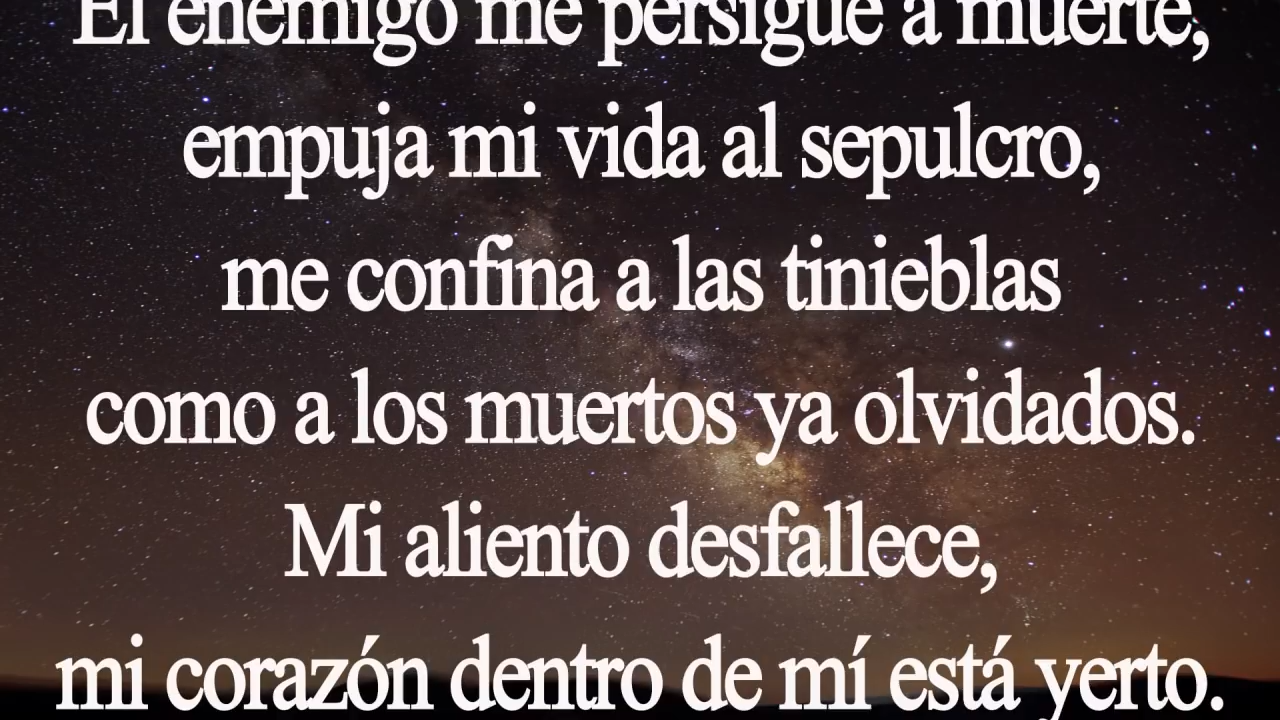 El enemigo me persigue a muerte,
empuja mi vida al sepulcro,
me confina a las tinieblas
como a los muertos ya olvidados.
Mi aliento desfallece,
mi corazón dentro de mí está yerto.